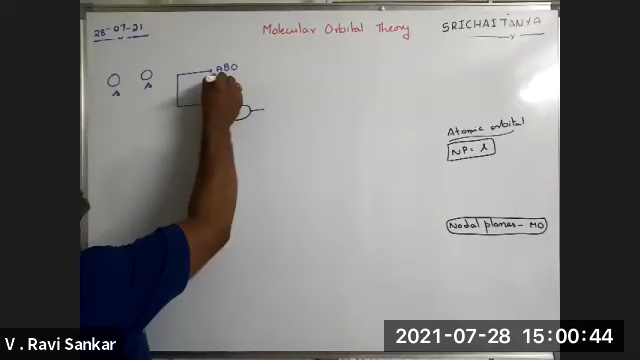 28-07-21
Molecular Orbital Theory
SRICHAITANYA
A
A
ABO
Atomic orbital
NP = l
Nodal planes - MO
V . Ravi Sankar
2021-07-28 15:00:44